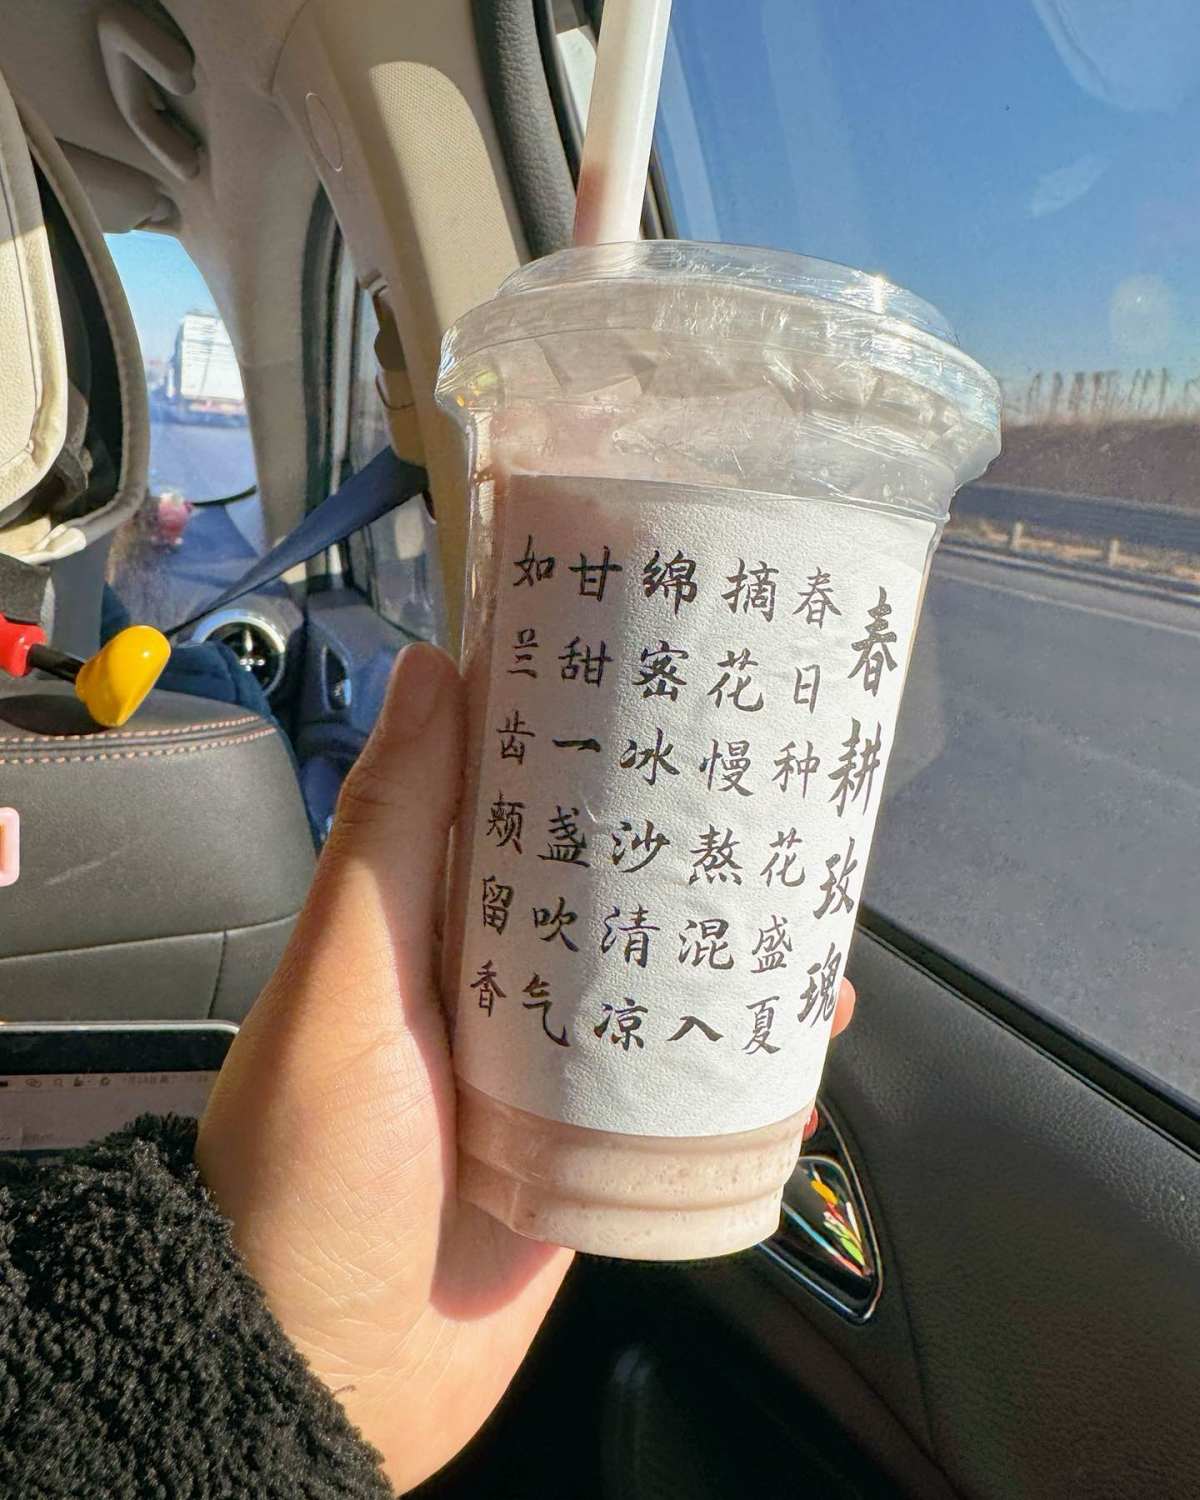 春耕玫瑰
春日种花盛夏
摘花慢熬混入
绵密冰沙清凉
甘甜一盏吹气
如兰齿颊留香